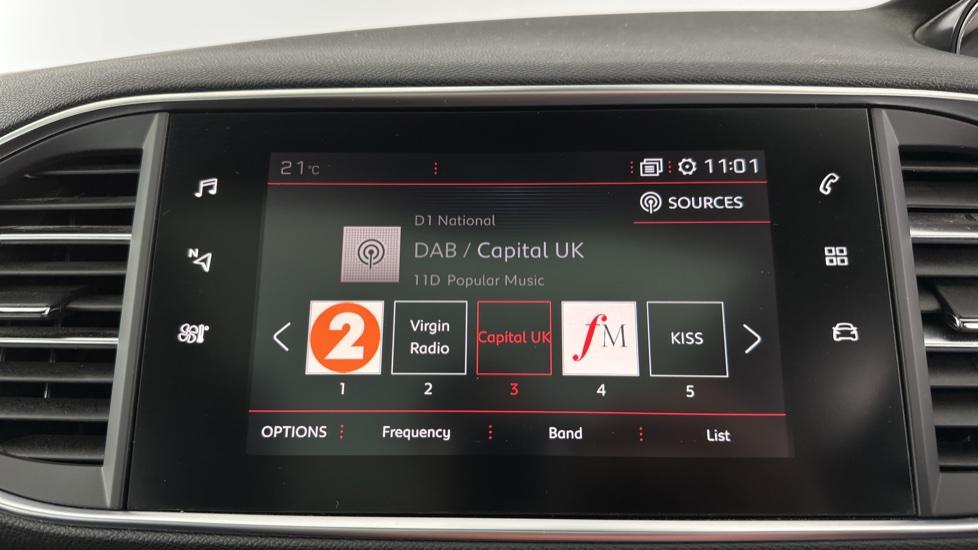 21°C
11:01
SOURCES
D1 National
DAB / Capital UK
11D Popular Music
2
Virgin Radio
Capital UK
fM
KISS
1
2
3
4
5
OPTIONS
Frequency
Band
List
N